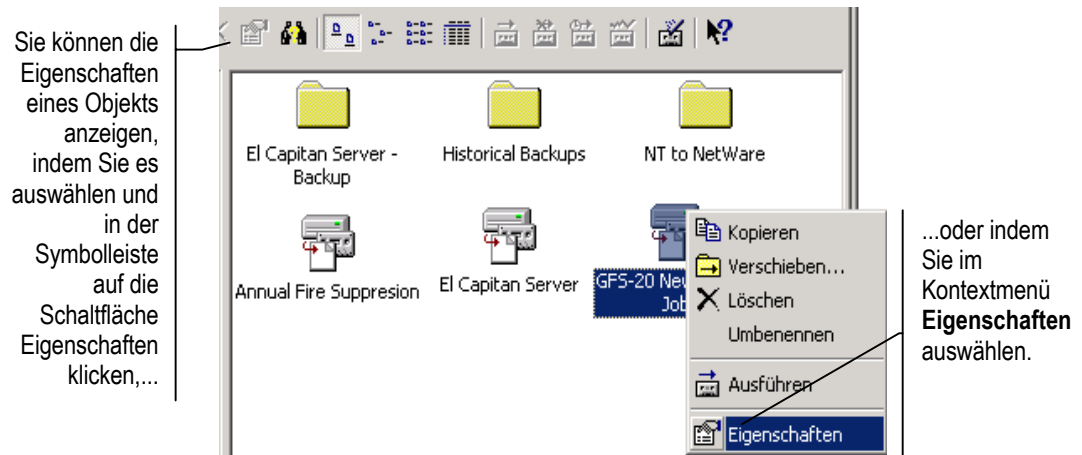 Sie können die
Eigenschaften
eines Objekts
anzeigen,
indem Sie es
auswählen und
in der
Symbolleiste
auf die
Schaltfläche
Eigenschaften
klicken,...
El Capitan Server -
Backup
Historical Backups
NT to NetWare
Annual Fire Suppresion
El Capitan Server
GFS-20 New
Job
Kopieren
Verschieben...
Löschen
Umbenennen
Ausführen
Eigenschaften
...oder indem
Sie im
Kontextmenü
Eigenschaften
auswählen.